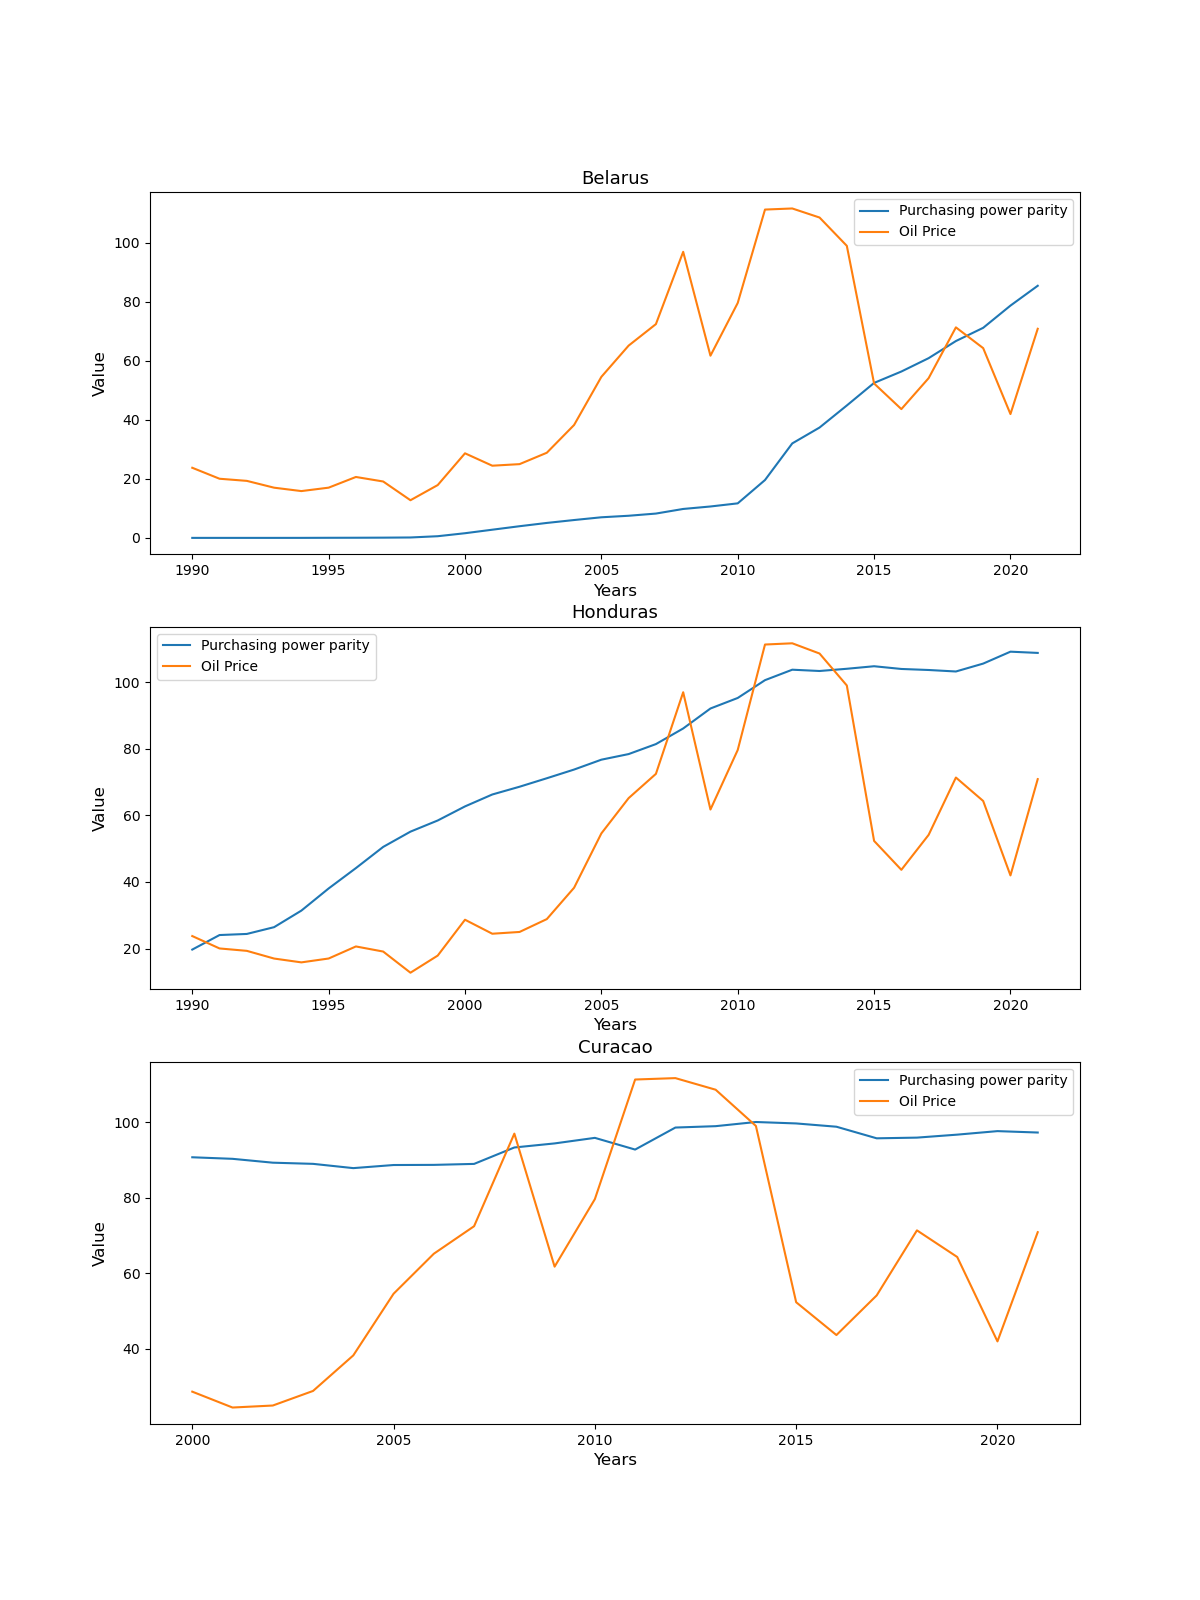 Belarus
Purchasing power parity
Oil Price
Value
100
80
60
40
20
0
1990 1995 2000 2005 2010 2015 2020
Years
Honduras
Purchasing power parity
Oil Price
Value
100
80
60
40
20
1990 1995 2000 2005 2010 2015 2020
Years
Curacao
Purchasing power parity
Oil Price
Value
100
80
60
40
2000 2005 2010 2015 2020
Years